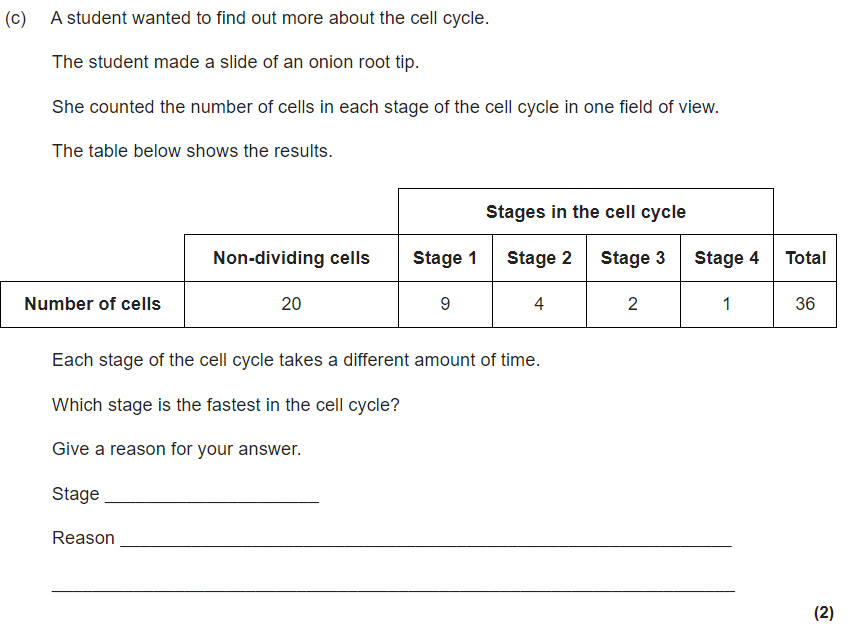 (c) A student wanted to find out more about the cell cycle.
The student made a slide of an onion root tip.
She counted the number of cells in each stage of the cell cycle in one field of view.
The table below shows the results.
Stages in the cell cycle
Non-dividing cells Stage 1 Stage 2 Stage 3 Stage 4 Total
Number of cells 20 9 4 2 1 36
Each stage of the cell cycle takes a different amount of time.
Which stage is the fastest in the cell cycle?
Give a reason for your answer.
Stage
Reason
(2)